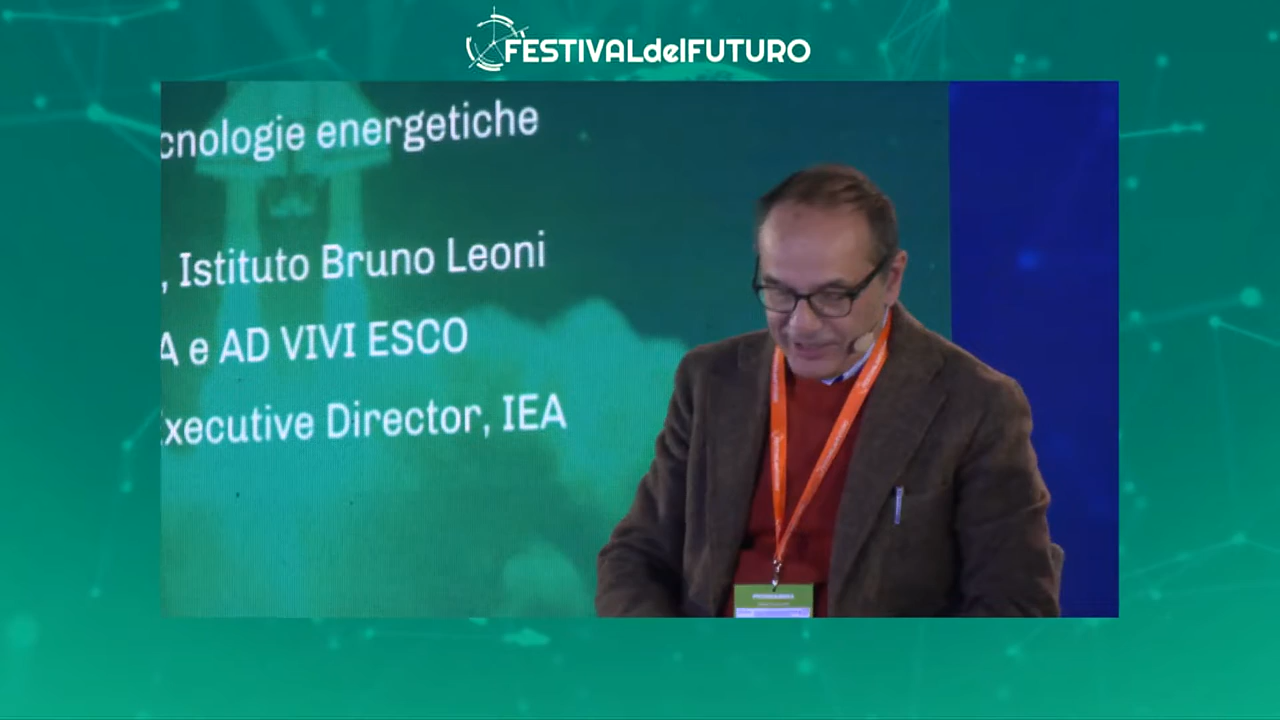 FESTIVALdelFUTURO
cnologie energetiche
, Istituto Bruno Leoni
A e AD VIVI ESCO
xecutive Director, IEA